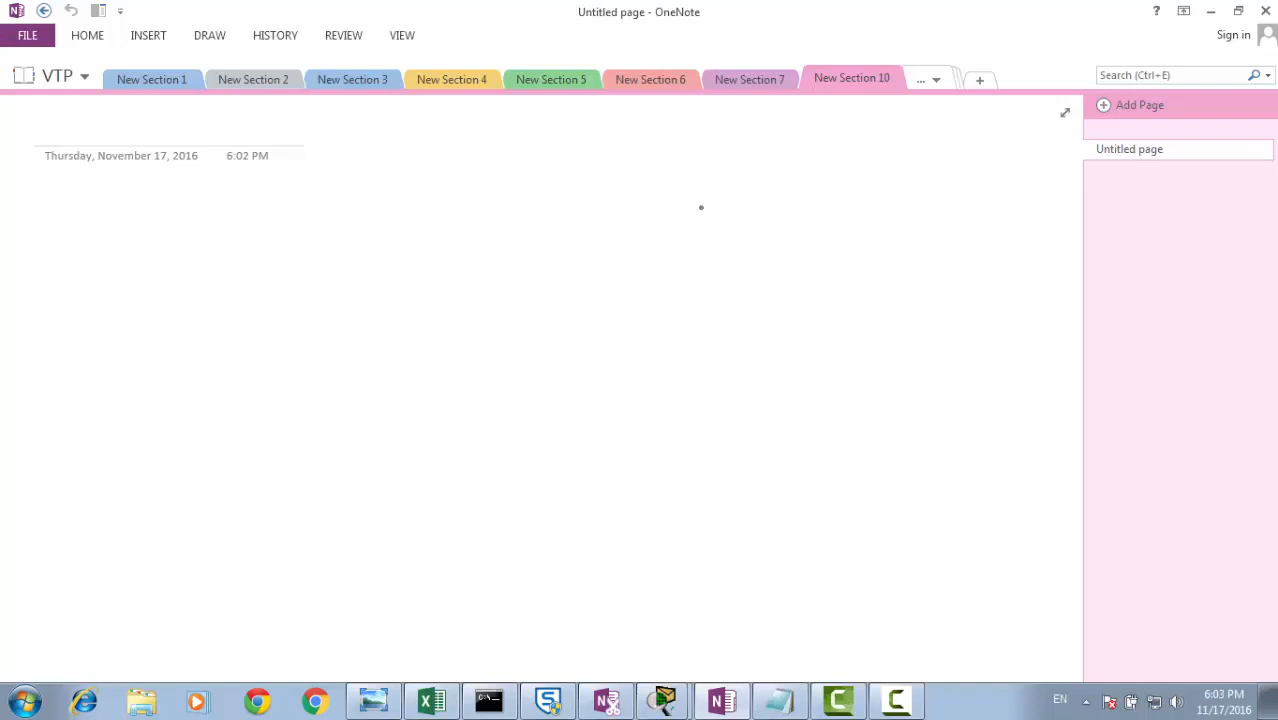 Untitled page - OneNote
?
FILE HOME INSERT DRAW HISTORY REVIEW VIEW
Sign in
VTP
New Section 1 New Section 2 New Section 3 New Section 4 New Section 5 New Section 6 New Section 7 New Section 10 ...
Search (Ctrl+E)
Add Page
Thursday, November 17, 2016 6:02 PM
Untitled page
EN
6:03 PM
11/17/2016